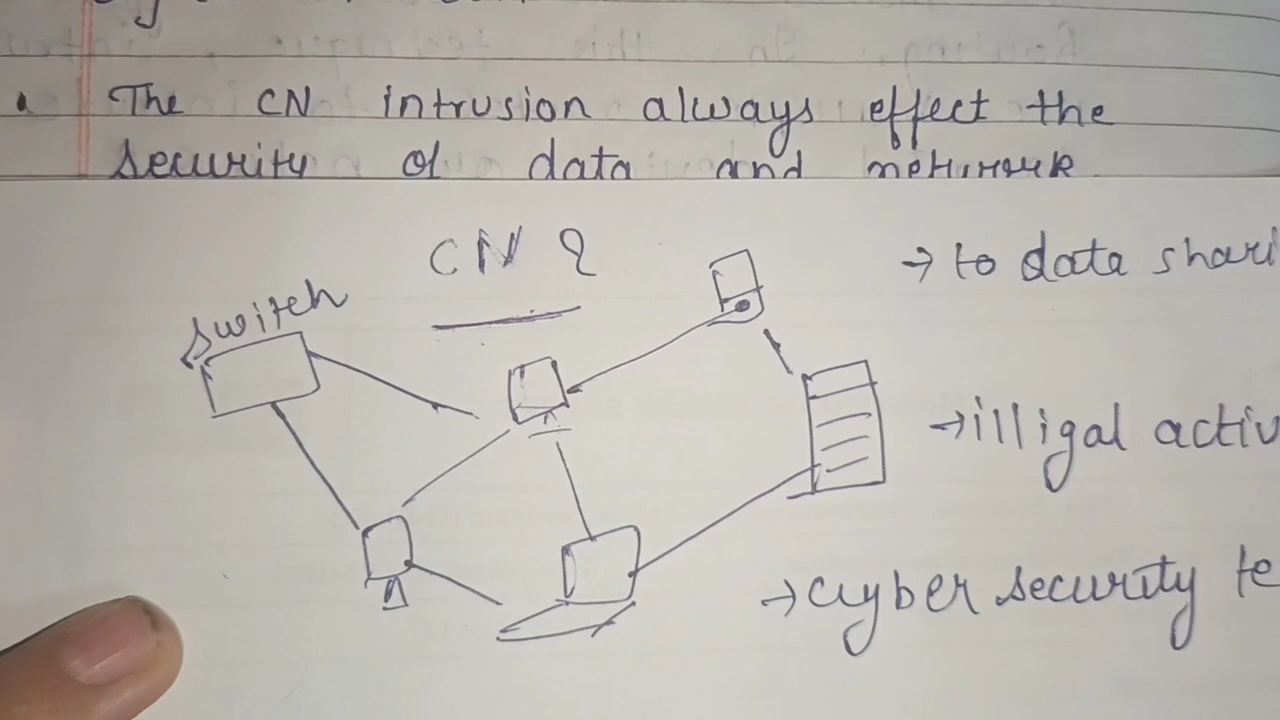 The CN intrusion always effect the
security of data and network
CN ?
switch
→ to data shari
→ illigal activ
→ cyber security te